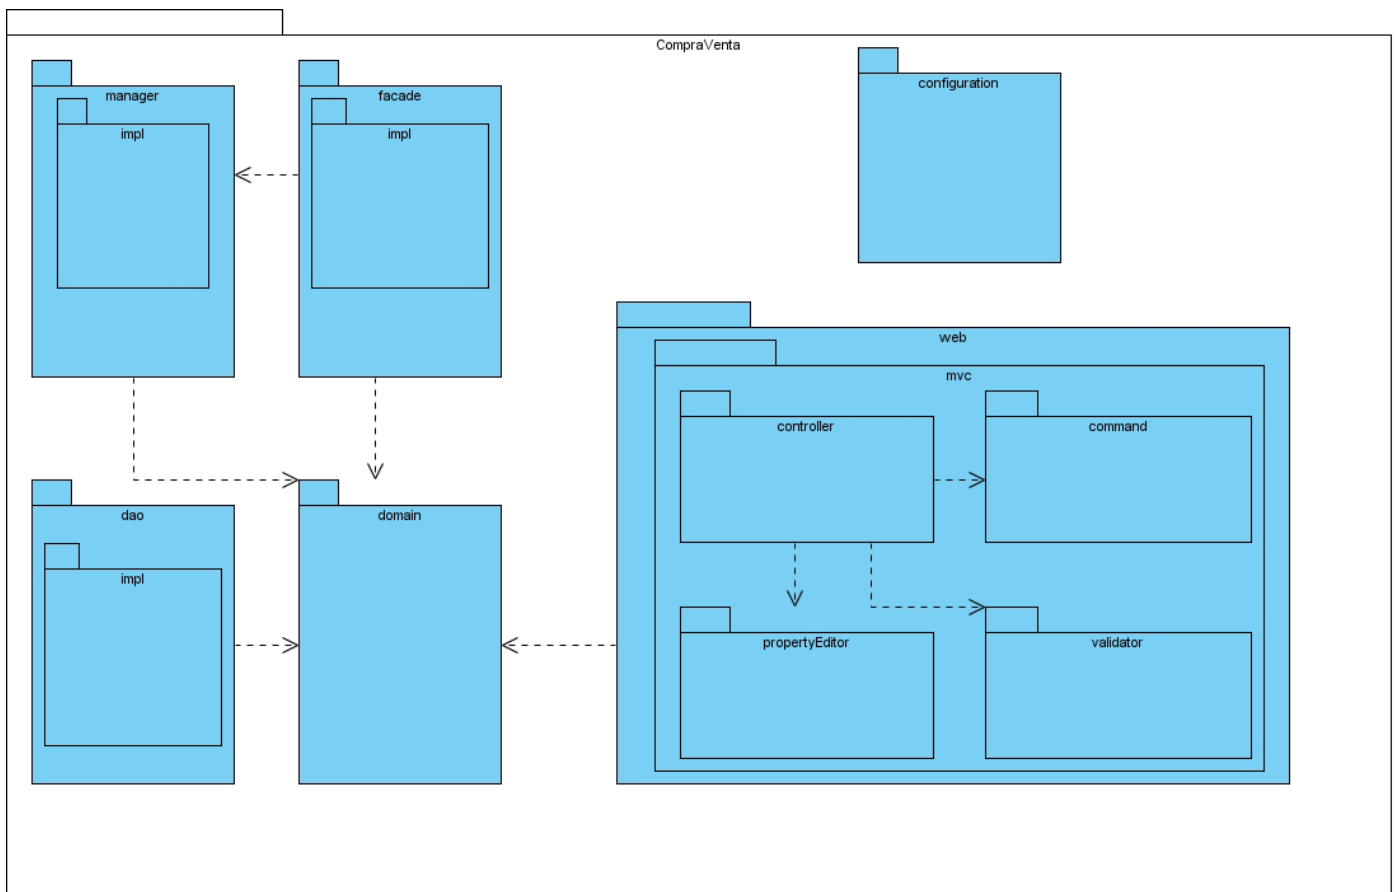 CompraVenta
manager
impl
facade
impl
configuration
dao
impl
domain
web
mvc
controller
command
propertyEditor
validator